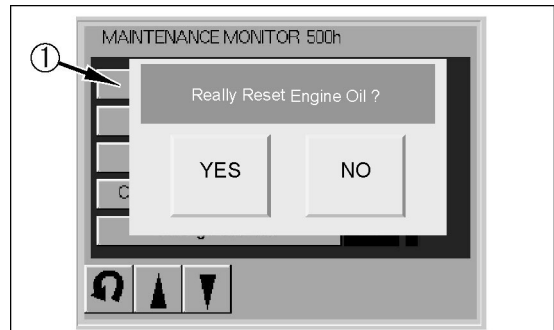 MAINTENANCE MONITOR 500h
①
Really Reset Engine Oil ?
YES
NO
C